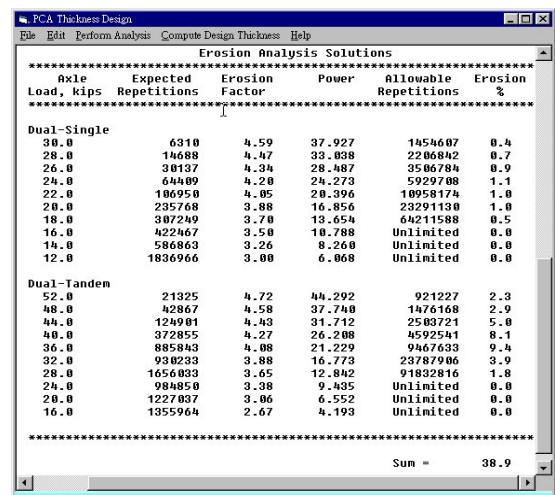 PCA Thickness Design
File Edit Perform Analysis Compute Design Thickness Help
Erosion Analysis Solutions
******************************************************************
Axle Expected Erosion Power Allowable Erosion
Load, kips Repetitions Factor Repetitions %
******************************************************************
Dual-Single
30.0 6310 4.59 37.927 1454607 0.4
28.0 14688 4.47 33.038 2206842 0.7
26.0 30137 4.34 28.487 3506784 0.9
24.0 64409 4.20 24.273 5929708 1.1
22.0 106950 4.05 20.396 10958174 1.0
20.0 235768 3.88 16.856 23291130 1.0
18.0 307249 3.70 13.654 64211588 0.5
16.0 422467 3.50 10.788 Unlimited 0.0
14.0 586863 3.26 8.260 Unlimited 0.0
12.0 1836966 3.00 6.068 Unlimited 0.0
Dual-Tandem
52.0 21325 4.72 44.292 921227 2.3
48.0 42867 4.58 37.740 1476168 2.9
44.0 124901 4.43 31.712 2503721 5.0
40.0 372855 4.27 26.208 4592541 8.1
36.0 885843 4.08 21.229 9467633 9.4
32.0 930233 3.88 16.773 23787906 3.9
28.0 1656033 3.65 12.842 91832816 1.8
24.0 984850 3.38 9.435 Unlimited 0.0
20.0 1227037 3.06 6.552 Unlimited 0.0
16.0 1355964 2.67 4.193 Unlimited 0.0
******************************************************************
Sum = 38.9